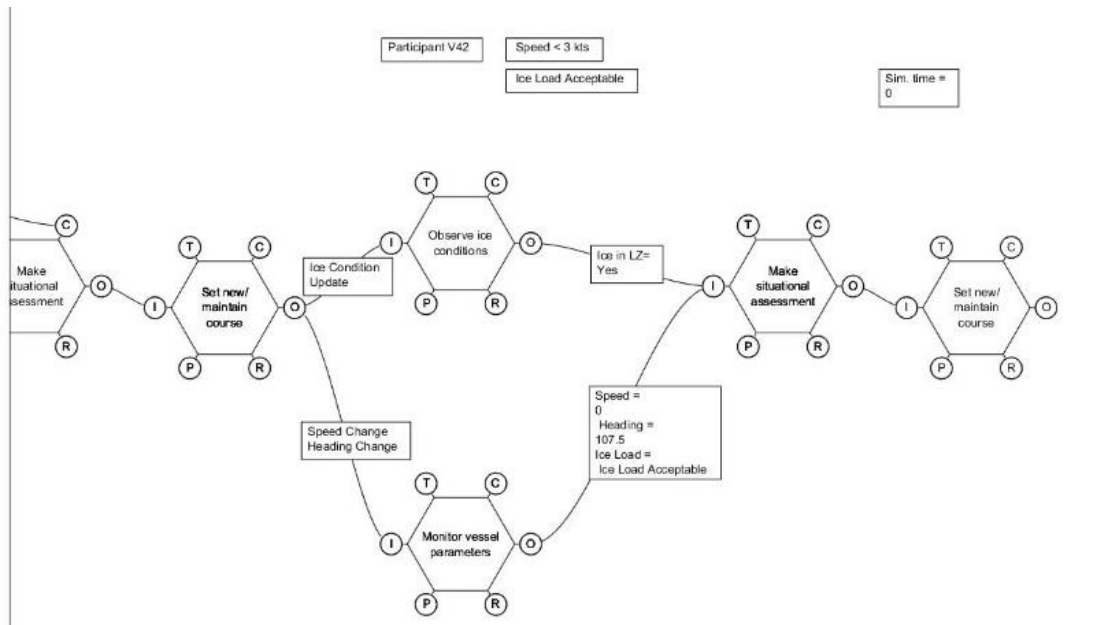 Participant V42
Speed < 3 kts
Ice Load Acceptable
Sim. time =
0
T
C
I
Observe ice
conditions
O
P
R
C
Make
ituational
sessment
O
R
T
C
I
Set new/
maintain
course
O
P
R
Ice Condition
Update
Ice in LZ=
Yes
T
C
I
Make
situational
assessment
O
P
R
T
C
I
Set new/
maintain
course
O
P
R
Speed Change
Heading Change
Speed =
0
Heading =
107.5
Ice Load =
Ice Load Acceptable
T
C
I
Monitor vessel
parameters
O
P
R